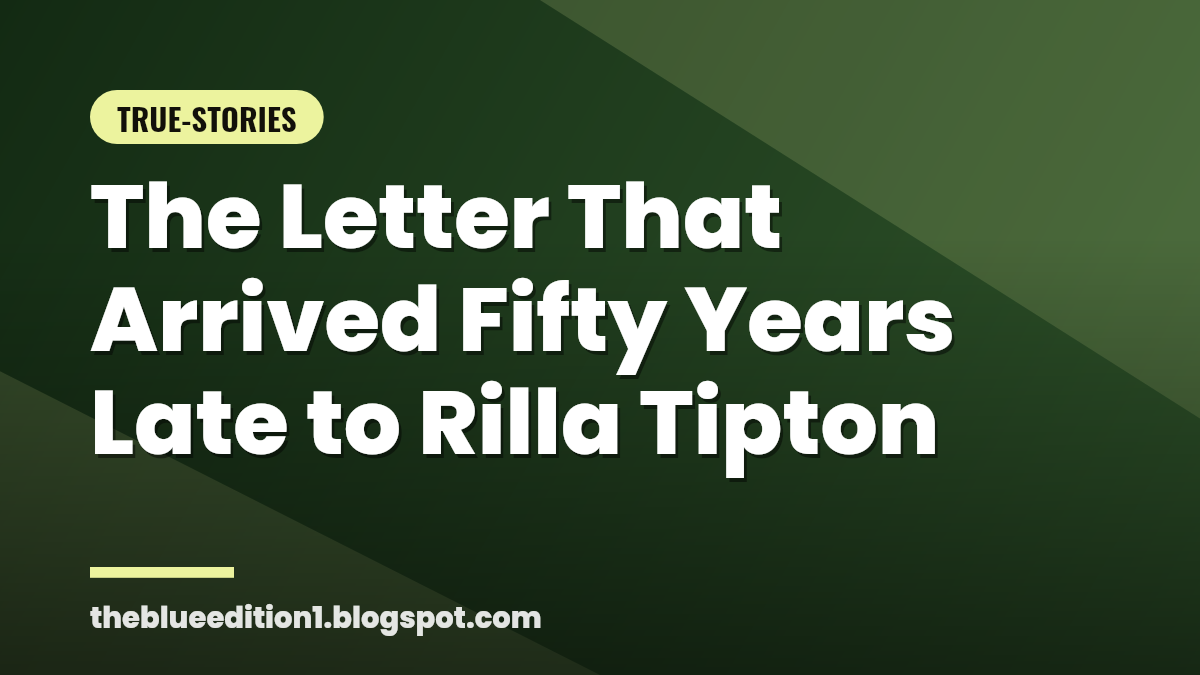 TRUE-STORIES
The Letter That
Arrived Fifty Years
Late to Rilla Tipton
theblueedition1.blogspot.com